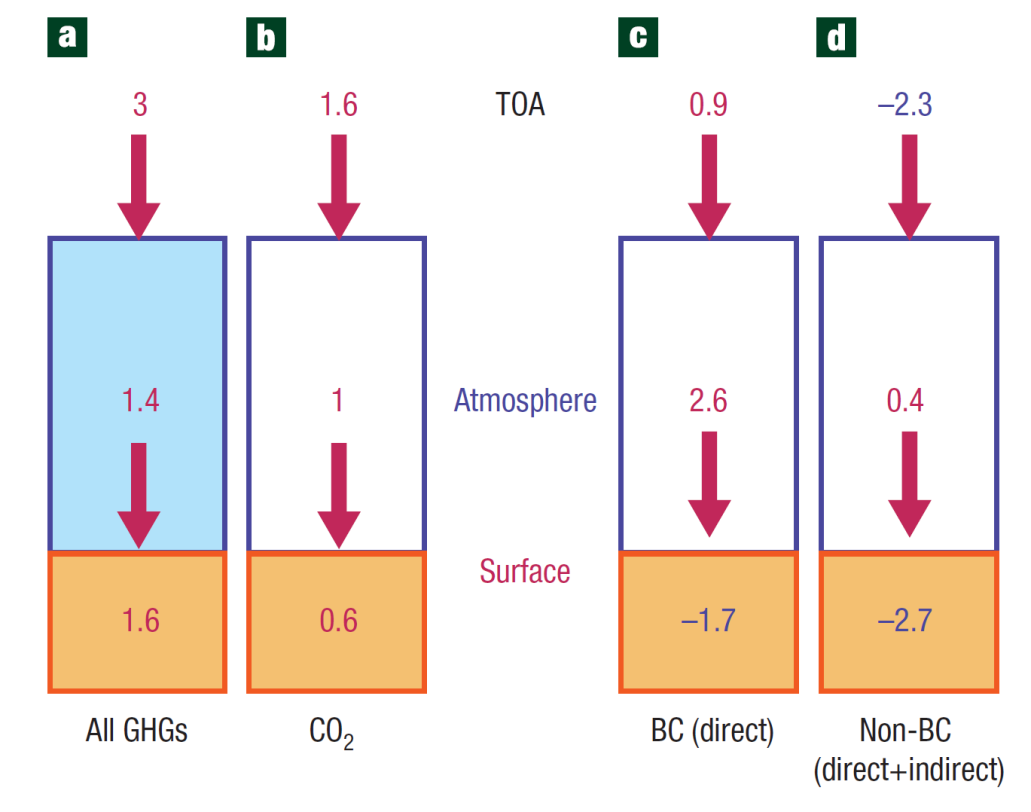 a b c d
3 1.6 TOA 0.9 –2.3
1.4 1 Atmosphere 2.6 0.4
Surface
1.6 0.6 –1.7 –2.7
All GHGs CO₂ BC (direct) Non-BC
(direct+indirect)